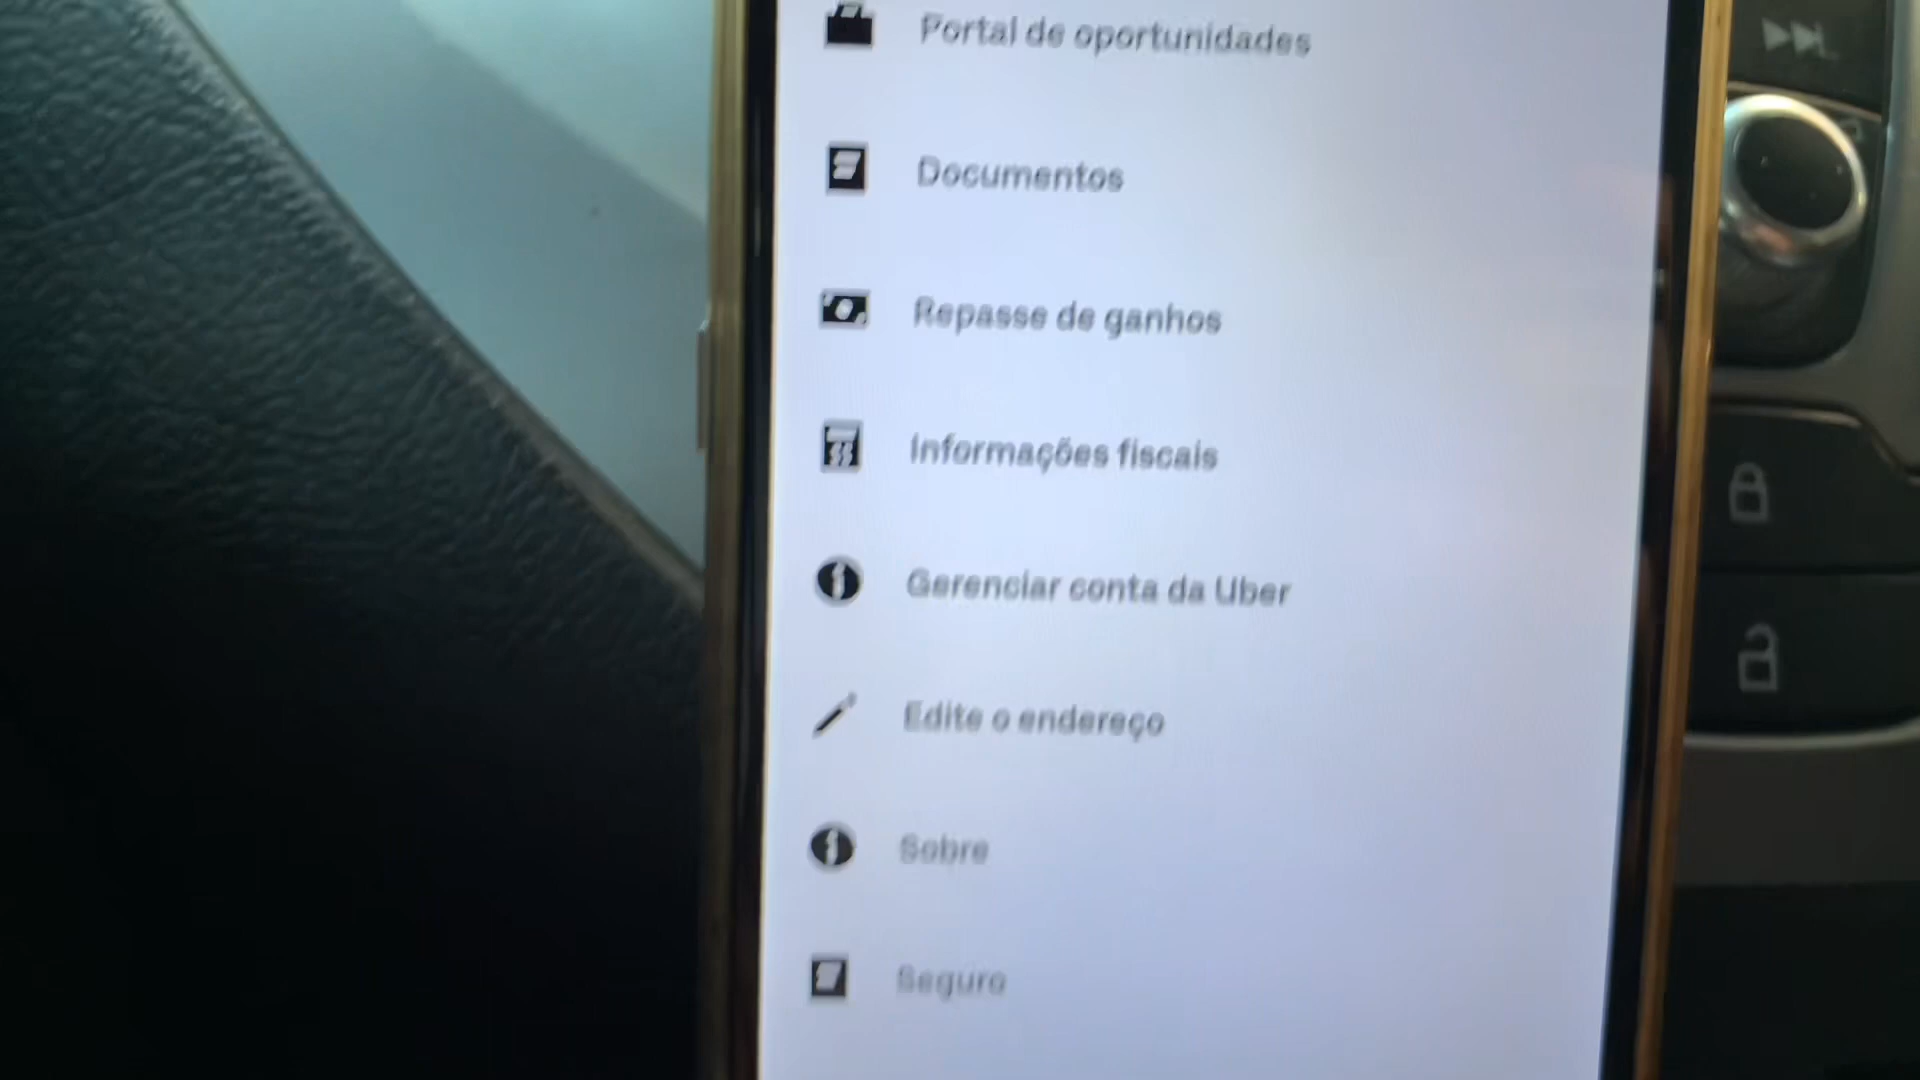 Portal de oportunidades
Documentos
Repasse de ganhos
Informações fiscais
Gerenciar conta da Uber
Edite o endereço
Sobre
Seguro